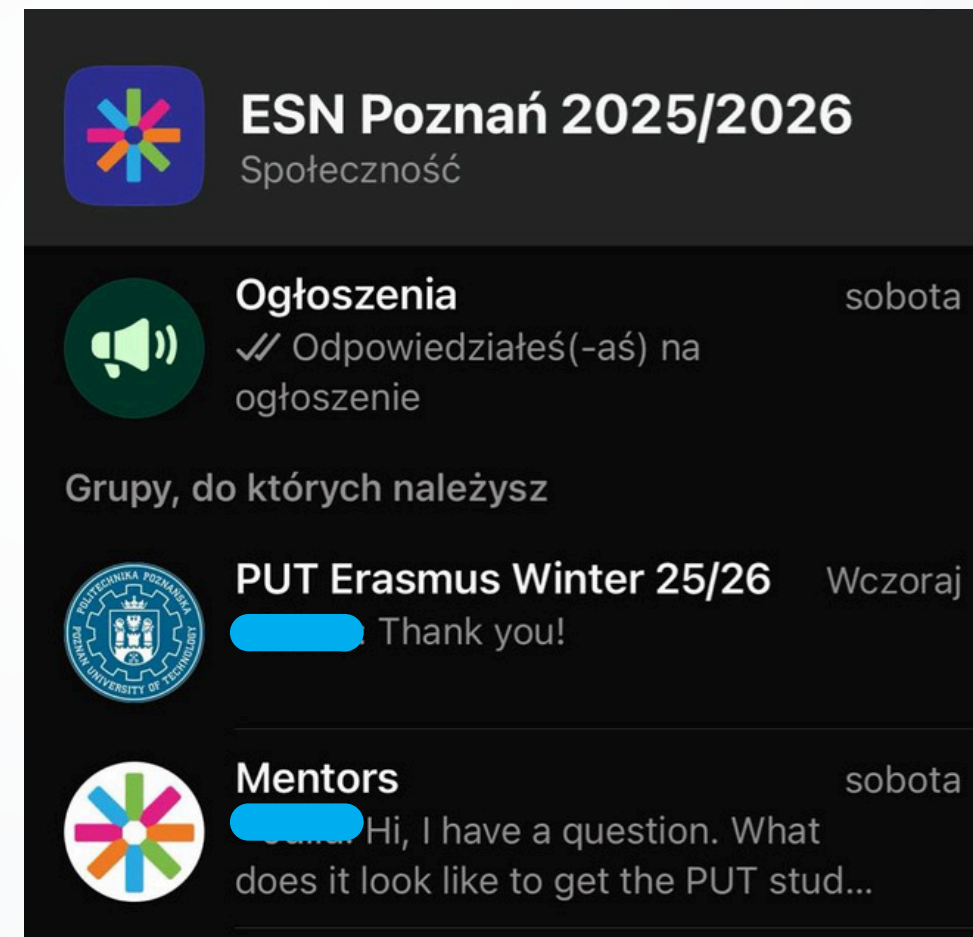 ESN Poznań 2025/2026
Społeczność
Ogłoszenia
sobota
Odpowiedziałeś(-aś) na
ogłoszenie
Grupy, do których należysz
PUT Erasmus Winter 25/26
Wczoraj
: Thank you!
POLITECHNIKA POZNAŃSKA
POZNAN UNIVERSITY OF TECHNOLOGY
Mentors
sobota
Hi, I have a question. What
does it look like to get the PUT stud...